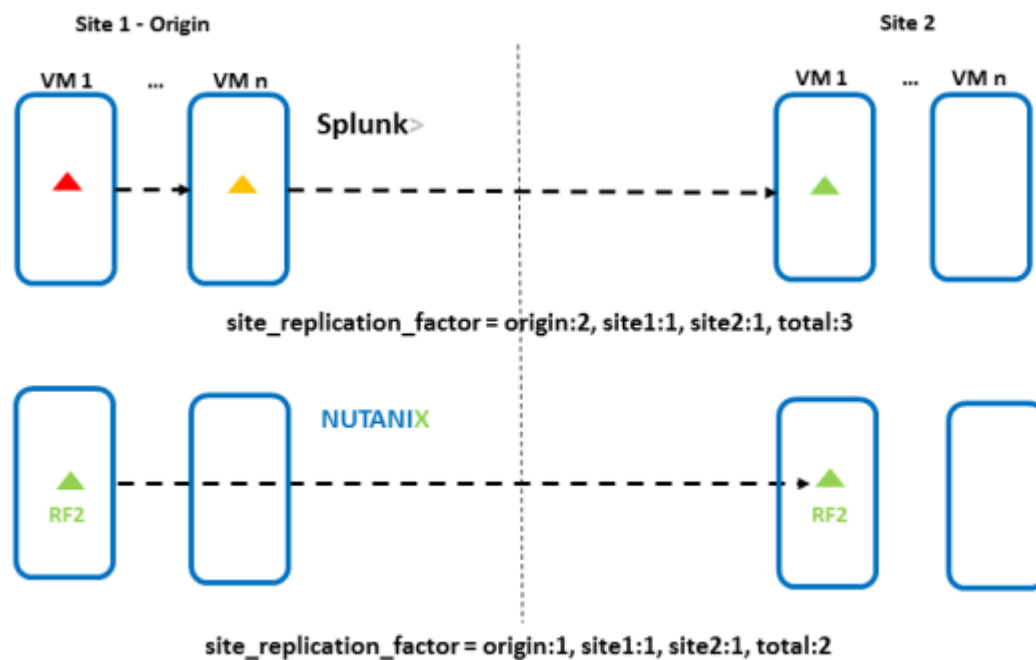 Site 1 - Origin
Site 2
VM 1 ... VM n
VM 1 ... VM n
Splunk>
site_replication_factor = origin:2, site1:1, site2:1, total:3
NUTANIX
RF2
RF2
site_replication_factor = origin:1, site1:1, site2:1, total:2